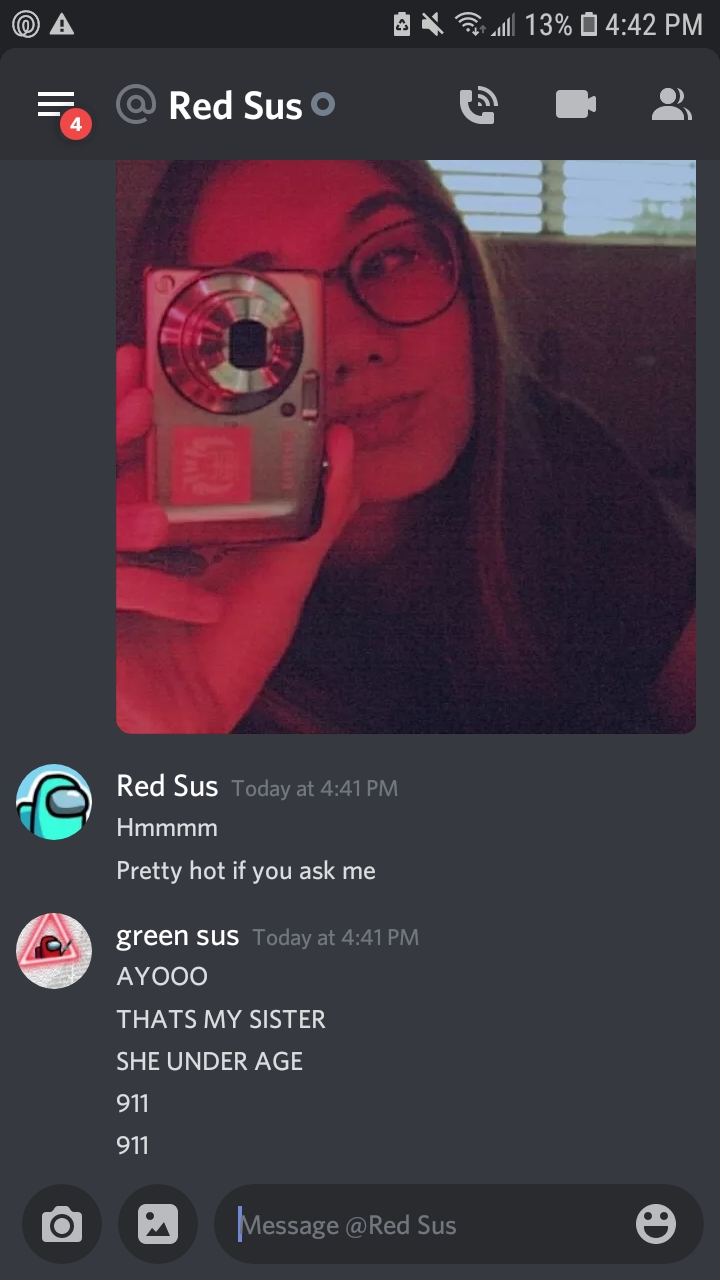 13% 4:42 PM
4
Red Sus
Red Sus Today at 4:41 PM
Hmmmm
Pretty hot if you ask me
green sus Today at 4:41 PM
AYOOO
THATS MY SISTER
SHE UNDER AGE
911
911
Message @Red Sus